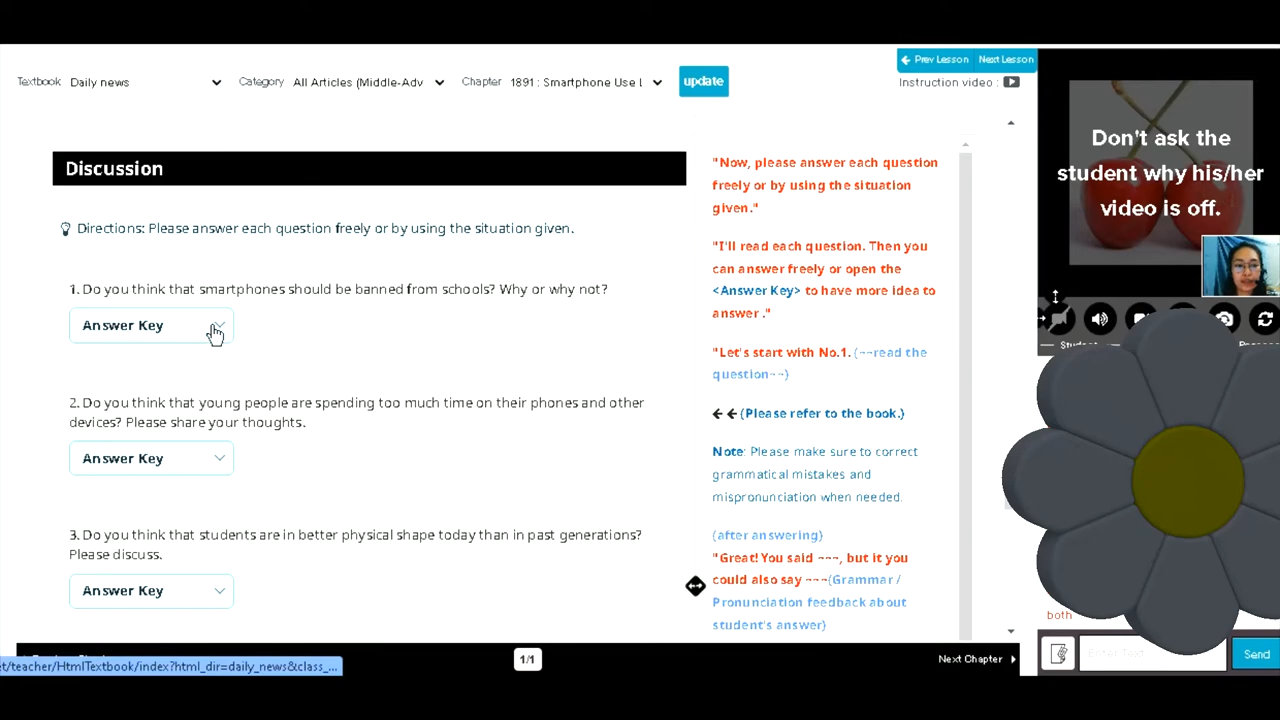 Prev Lesson Next Lesson
Textbook Daily news Category All Articles (Middle-Adv Chapter 1891 : Smartphone Use L update Instruction video :
Discussion
Directions: Please answer each question freely or by using the situation given.
1. Do you think that smartphones should be banned from schools? Why or why not?
Answer Key
2. Do you think that young people are spending too much time on their phones and other
devices? Please share your thoughts.
Answer Key
3. Do you think that students are in better physical shape today than in past generations?
Please discuss.
Answer Key
"Now, please answer each question
freely or by using the situation
given."
"I'll read each question. Then you
can answer freely or open the
<Answer Key> to have more idea to
answer ."
"Let's start with No.1. (~~read the
question~~)
(Please refer to the book.)
Note: Please make sure to correct
grammatical mistakes and
mispronunciation when needed.
(after answering)
"Great! You said ~~~, but it you
could also say ~~~(Grammar /
Pronunciation feedback about
student's answer)
Don't ask the
student why his/her
video is off.
both
Enter Text
Send
et/teacher/HtmlTextbook/index?html_dir=daily_news&class_...
1/1
Next Chapter